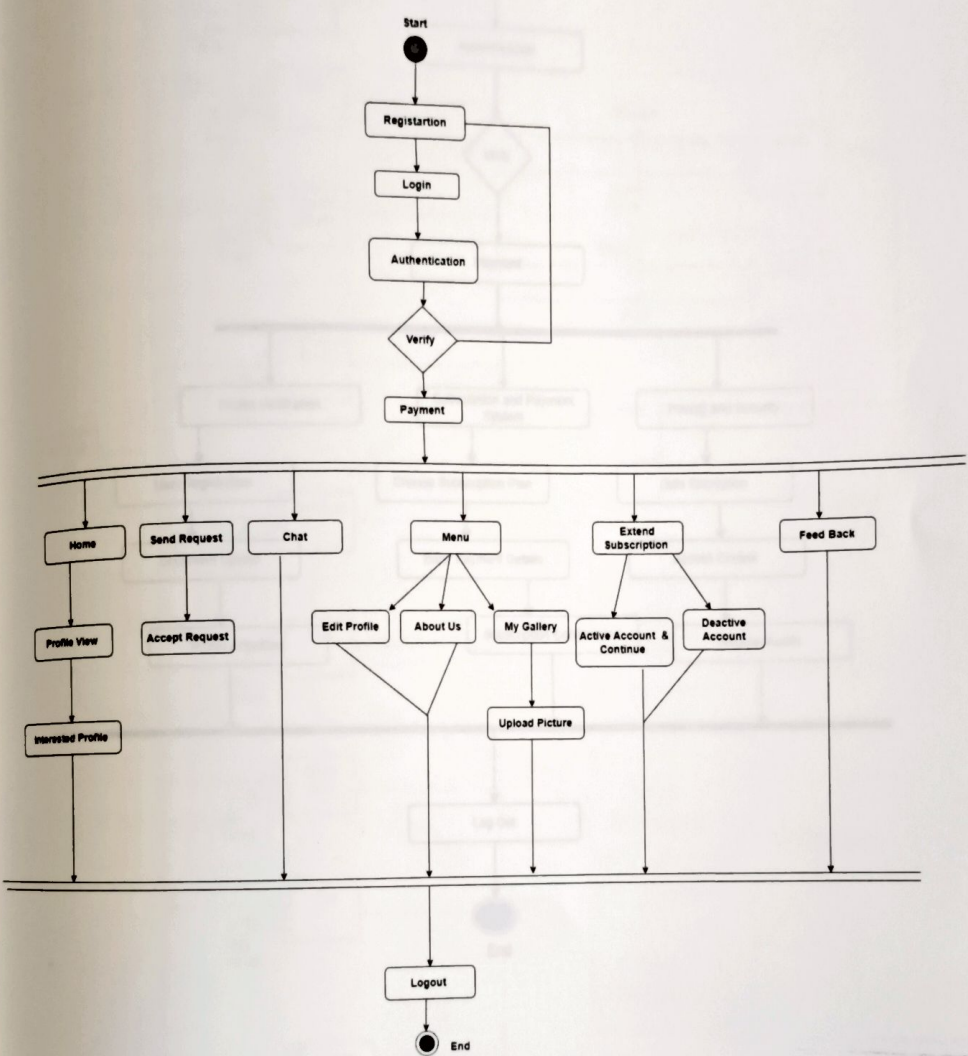 Start
Registartion
Login
Authentication
Verify
Payment
Home
Send Request
Chat
Menu
Extend
Subscription
Feed Back
Profile View
Accept Request
Edit Profile
About Us
My Gallery
Active Account &
Continue
Deactive
Account
Interested Profile
Upload Picture
Logout
End